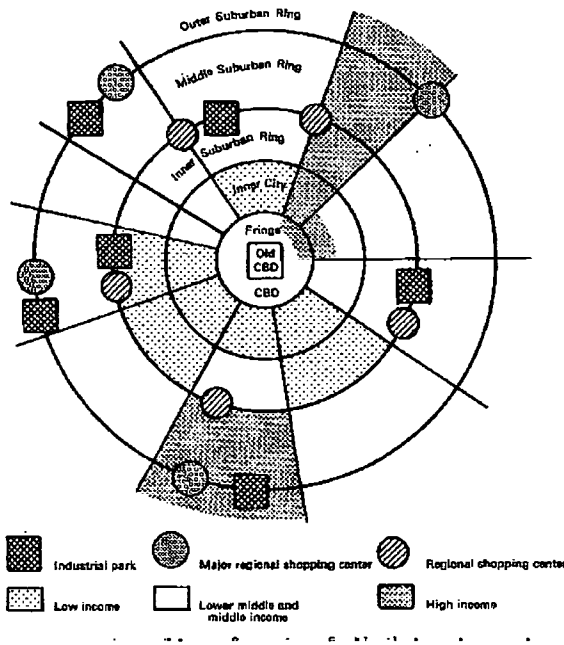 Outer Suburban Ring
Middle Suburban Ring
Inner Suburban Ring
Inner City
Fringe
Old
CBD
CBD
Industrial park
Major regional shopping center
Regional shopping center
Low income
Lower middle and
middle income
High income